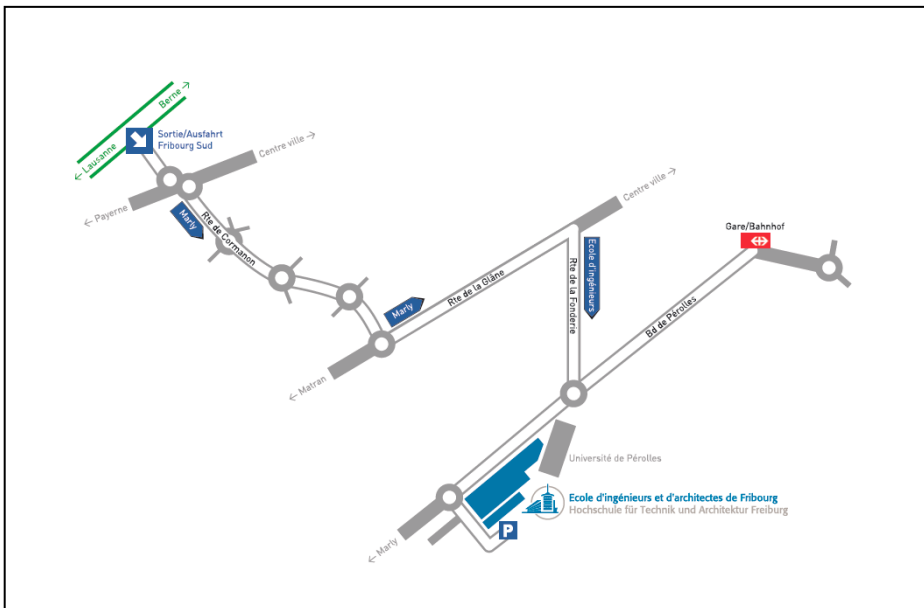 Berne →
← Lausanne
Sortie/Ausfahrt
Fribourg Sud
Centre ville →
← Payerne
Marly
Rte de Cormanon
Centre ville →
Gare/Bahnhof
Ecole d'ingénieurs
Rte de la Fonderie
Rte de la Glâne
Marly
Bd de Pérolles
← Matran
Université de Pérolles
Ecole d'ingénieurs et d'architectes de Fribourg
Hochschule für Technik und Architektur Freiburg
P
← Marly